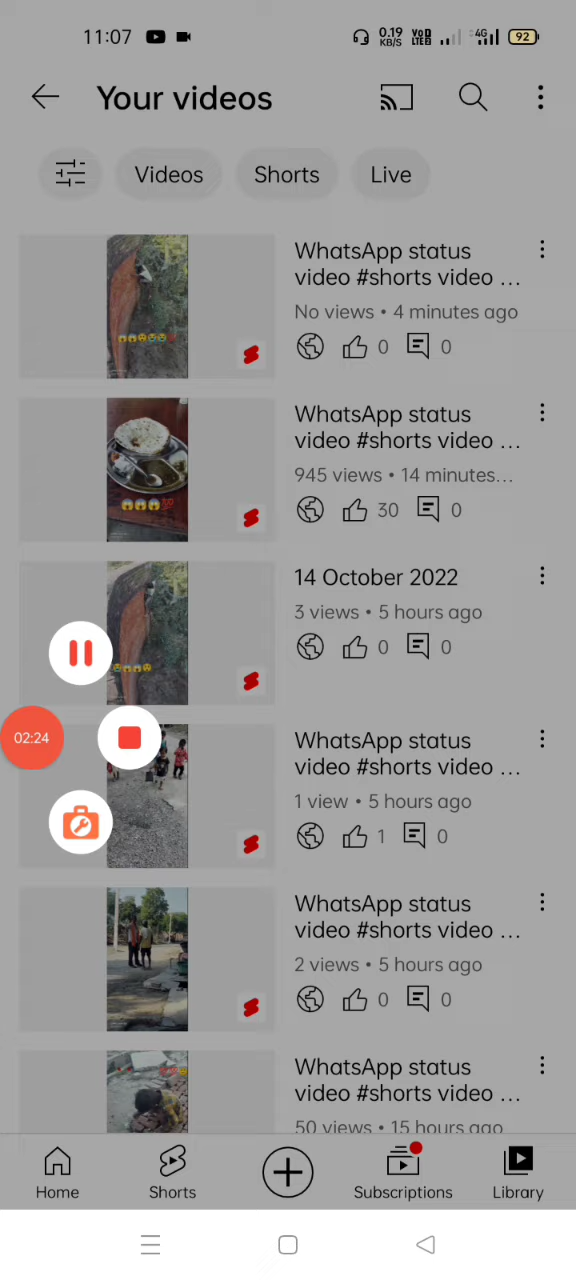 11:07
0.19
KB/S
VoD
LTE2
4G
92
Your videos
Videos
Shorts
Live
WhatsApp status
video #shorts video ...
No views • 4 minutes ago
0
0
WhatsApp status
video #shorts video ...
945 views • 14 minutes...
30
0
14 October 2022
3 views • 5 hours ago
0
0
02:24
WhatsApp status
video #shorts video ...
1 view • 5 hours ago
1
0
WhatsApp status
video #shorts video ...
2 views • 5 hours ago
0
0
WhatsApp status
video #shorts video ...
50 views • 15 hours ago
Home
Shorts
Subscriptions
Library